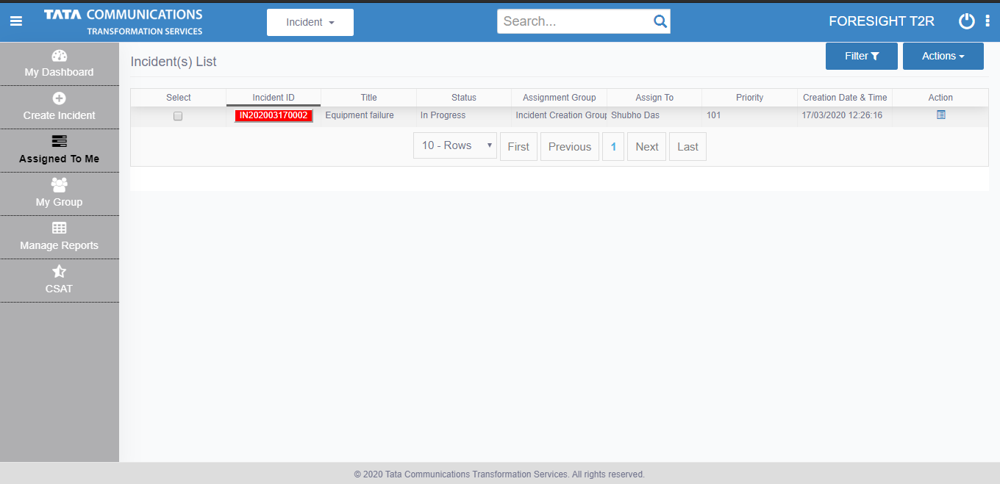 TATA COMMUNICATIONS
TRANSFORMATION SERVICES
Incident
Search...
FORESIGHT T2R
My Dashboard
Create Incident
Assigned To Me
My Group
Manage Reports
CSAT
Incident(s) List
Filter
Actions
Select Incident ID Title Status Assignment Group Assign To Priority Creation Date & Time Action
IN202003170002 Equipment failure In Progress Incident Creation Group Shubho Das 101 17/03/2020 12:26:16
10 - Rows First Previous 1 Next Last
© 2020 Tata Communications Transformation Services. All rights reserved.